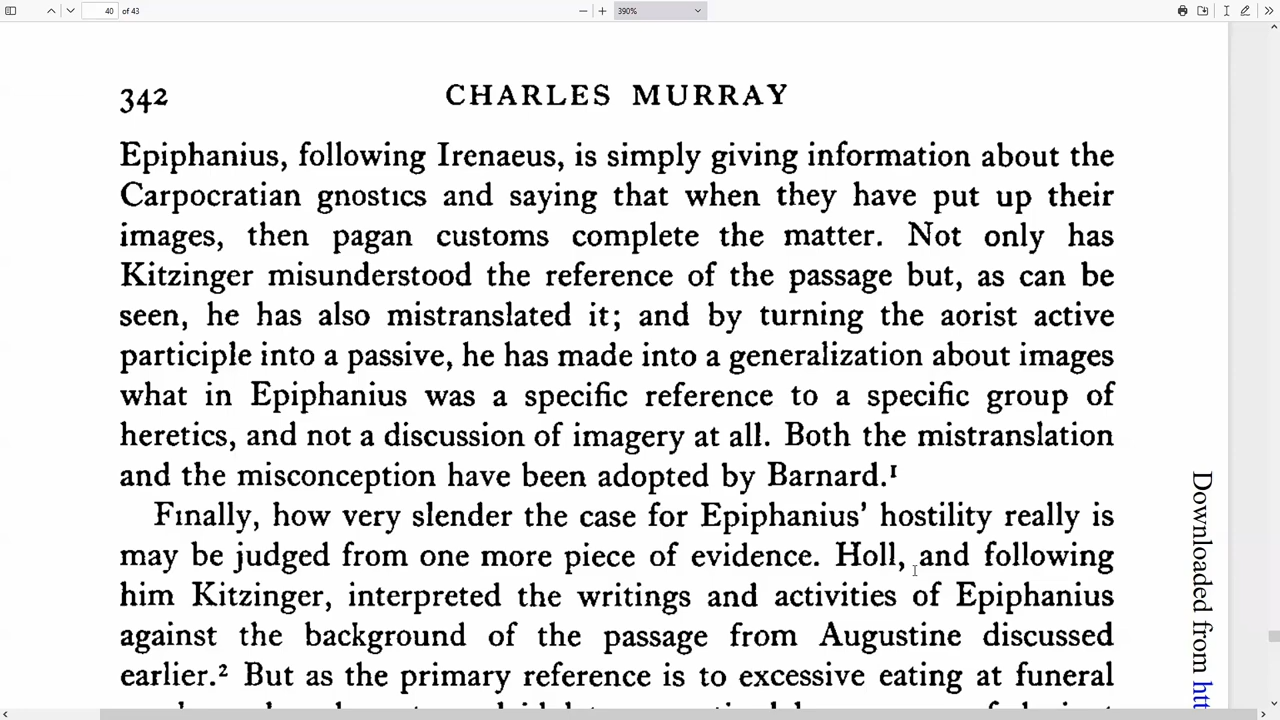 40 of 43
390%
342 CHARLES MURRAY
Epiphanius, following Irenaeus, is simply giving information about the
Carpocratian gnostics and saying that when they have put up their
images, then pagan customs complete the matter. Not only has
Kitzinger misunderstood the reference of the passage but, as can be
seen, he has also mistranslated it; and by turning the aorist active
participle into a passive, he has made into a generalization about images
what in Epiphanius was a specific reference to a specific group of
heretics, and not a discussion of imagery at all. Both the mistranslation
and the misconception have been adopted by Barnard.¹
Finally, how very slender the case for Epiphanius’ hostility really is
may be judged from one more piece of evidence. Holl, and following
him Kitzinger, interpreted the writings and activities of Epiphanius
against the background of the passage from Augustine discussed
earlier.² But as the primary reference is to excessive eating at funeral
Downloaded from htt